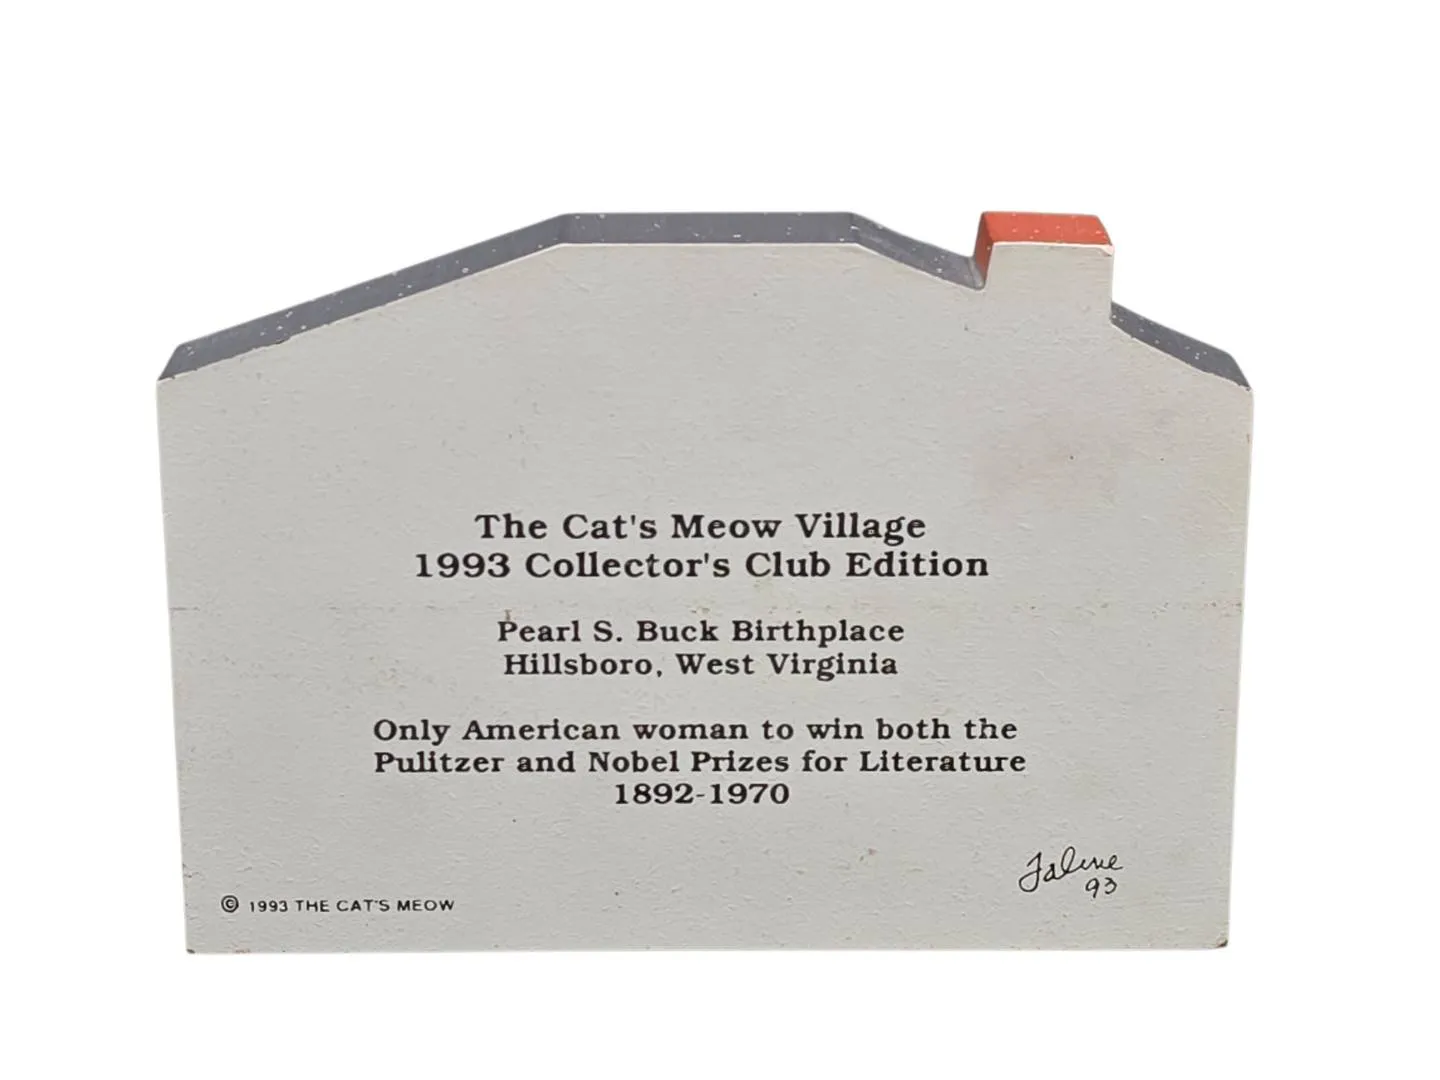 The Cat's Meow Village
1993 Collector's Club Edition
Pearl S. Buck Birthplace
Hillsboro, West Virginia
Only American woman to win both the
Pulitzer and Nobel Prizes for Literature
1892-1970
Faline
93
© 1993 THE CAT'S MEOW